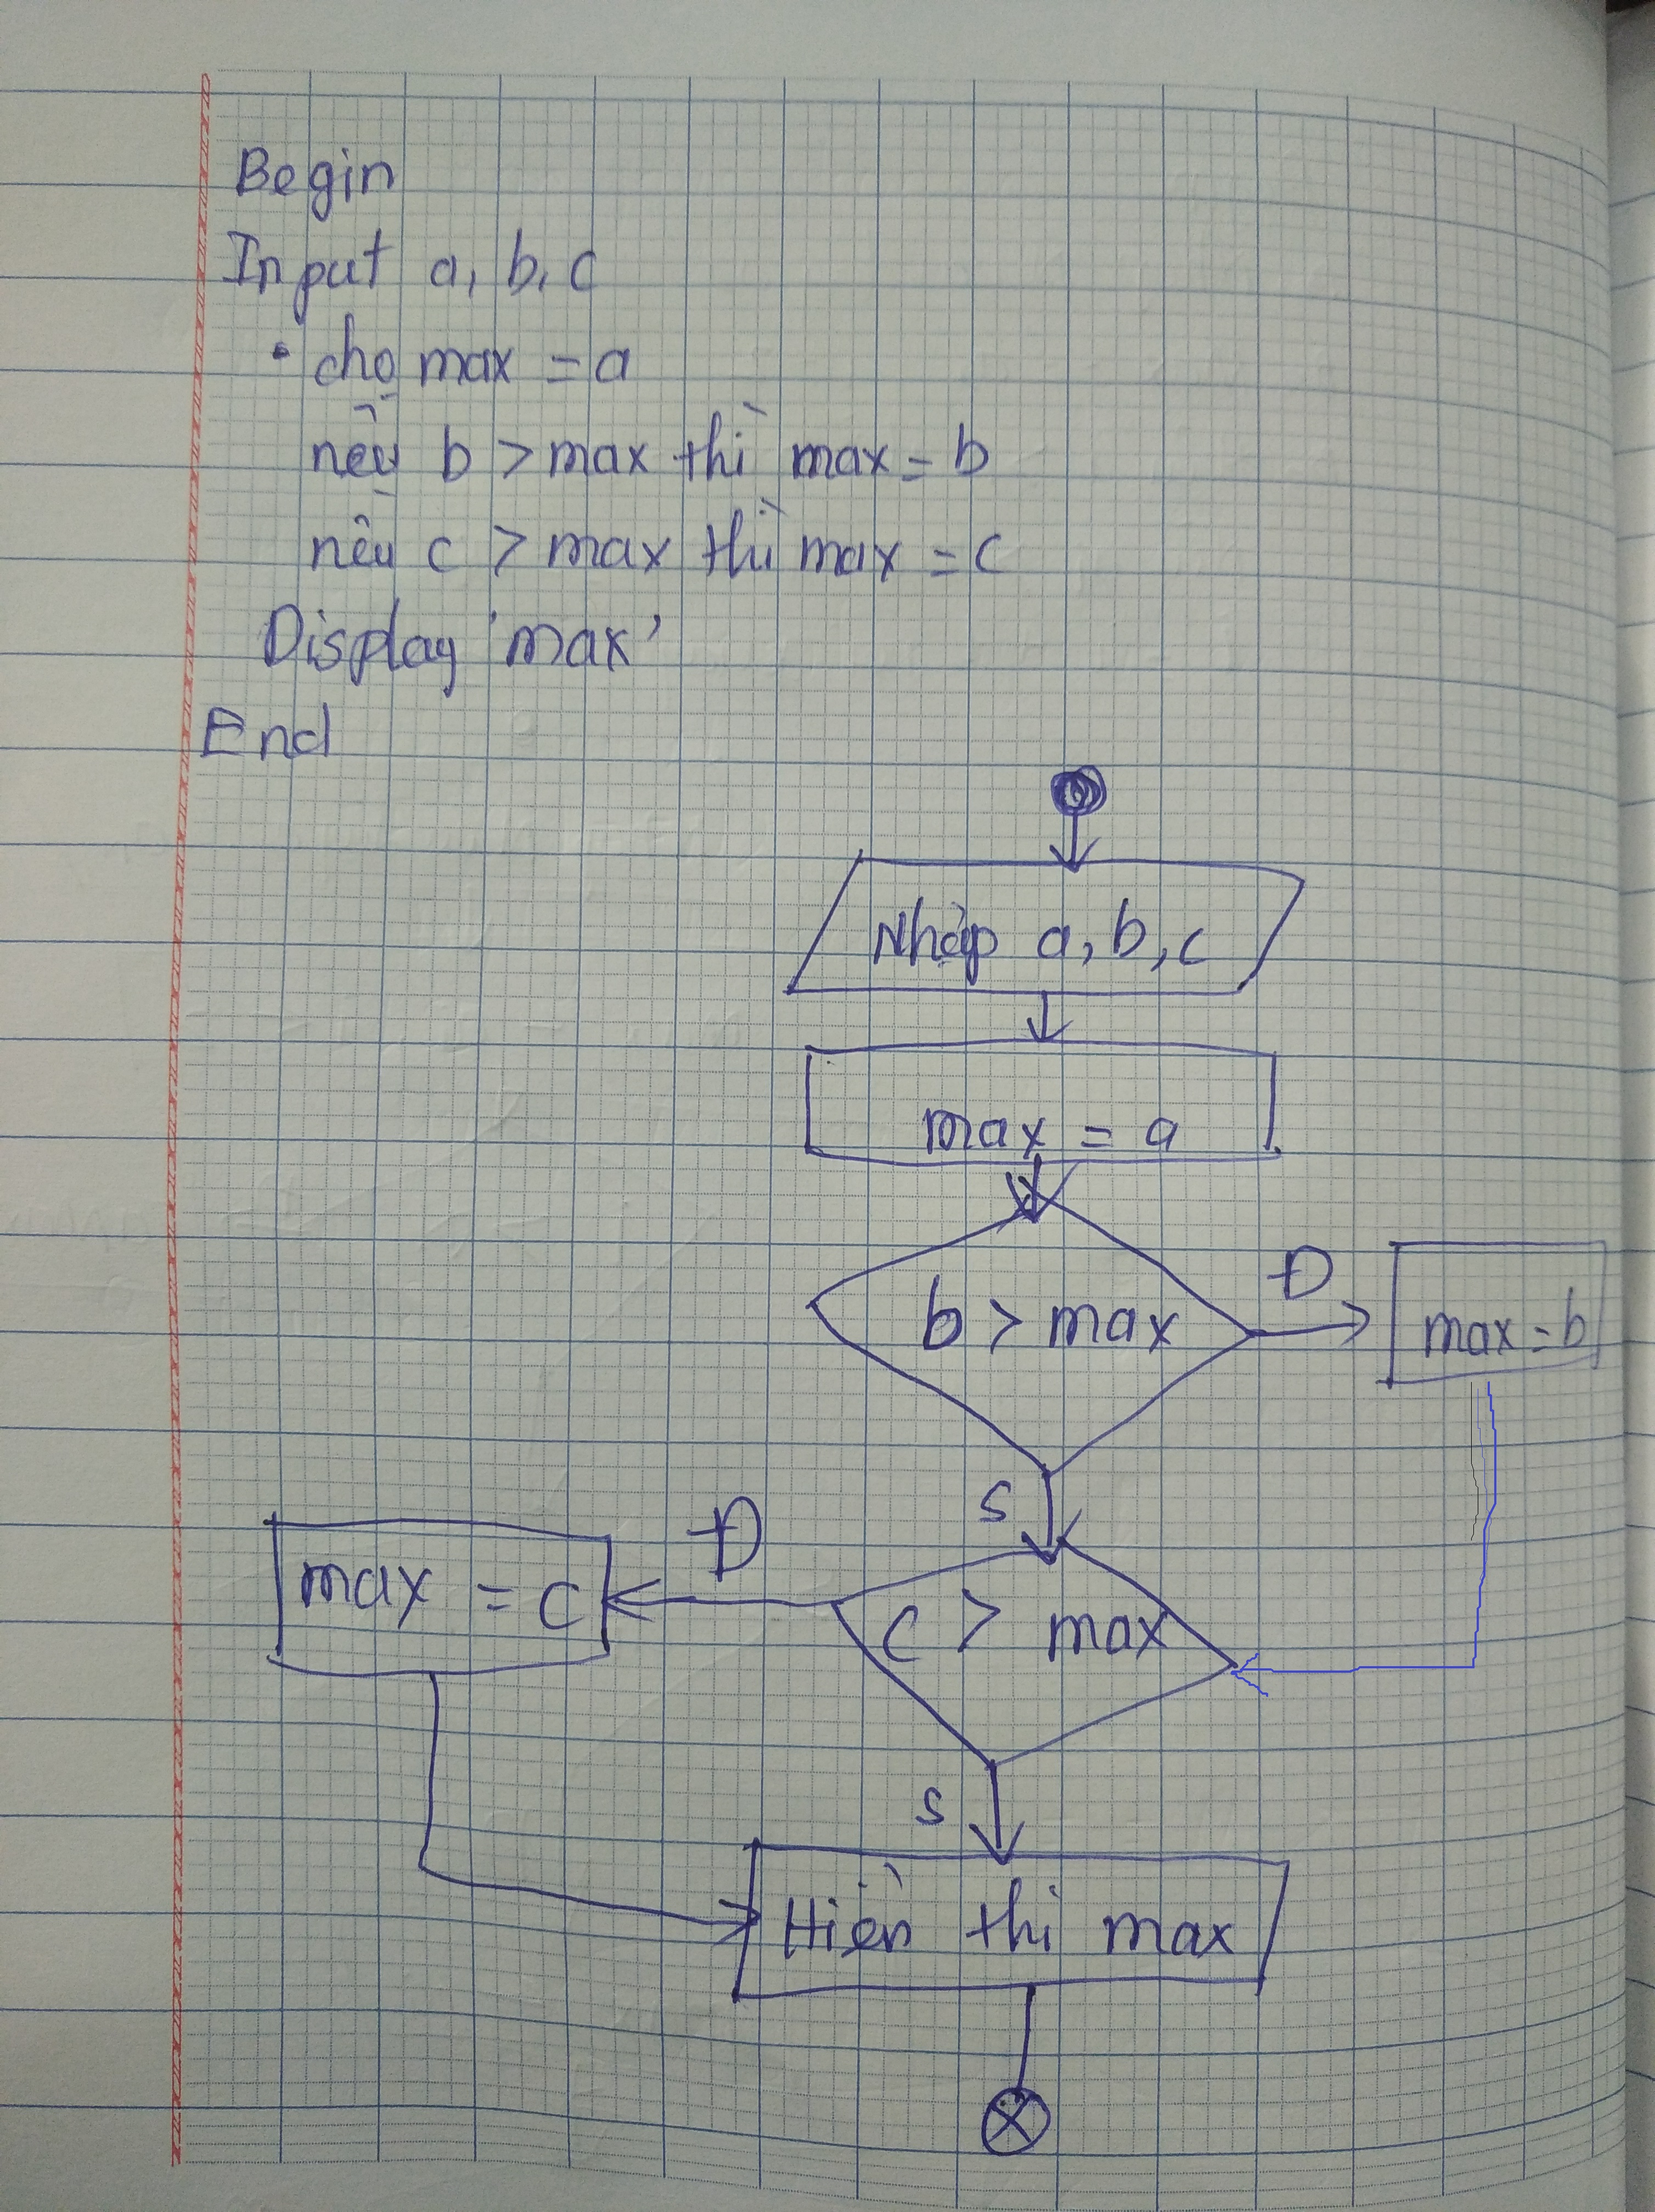 Begin
Input a, b, c
• cho max = a
nếu b > max thì max = b
nếu c > max thì max = c
Display 'max'
End
Nhập a, b, c
max = a
b > max
Đ
max = b
S
max = c
Đ
c > max
S
Hiển thị max